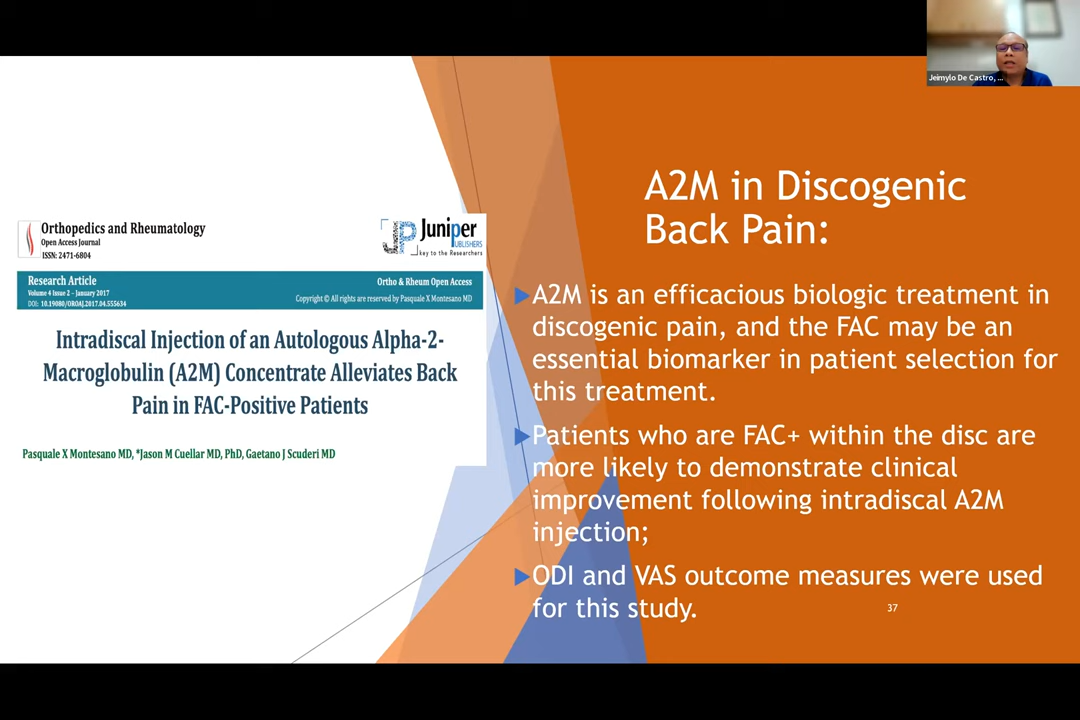 Jeimylo De Castro, ...
Orthopedics and Rheumatology
Open Access Journal
ISSN: 2471-6804
JP Juniper
PUBLISHERS
key to the Researchers
Research Article
Volume 4 Issue 2 - January 2017
DOI: 10.19080/OROAJ.2017.04.555634
Ortho & Rheum Open Access
Copyright © All rights are reserved by Pasquale X Montesano MD
Intradiscal Injection of an Autologous Alpha-2-
Macroglobulin (A2M) Concentrate Alleviates Back
Pain in FAC-Positive Patients
Pasquale X Montesano MD, *Jason M Cuellar MD, PhD, Gaetano J Scuderi MD
A2M in Discogenic
Back Pain:
A2M is an efficacious biologic treatment in
discogenic pain, and the FAC may be an
essential biomarker in patient selection for
this treatment.
Patients who are FAC+ within the disc are
more likely to demonstrate clinical
improvement following intradiscal A2M
injection;
ODI and VAS outcome measures were used
for this study.
37